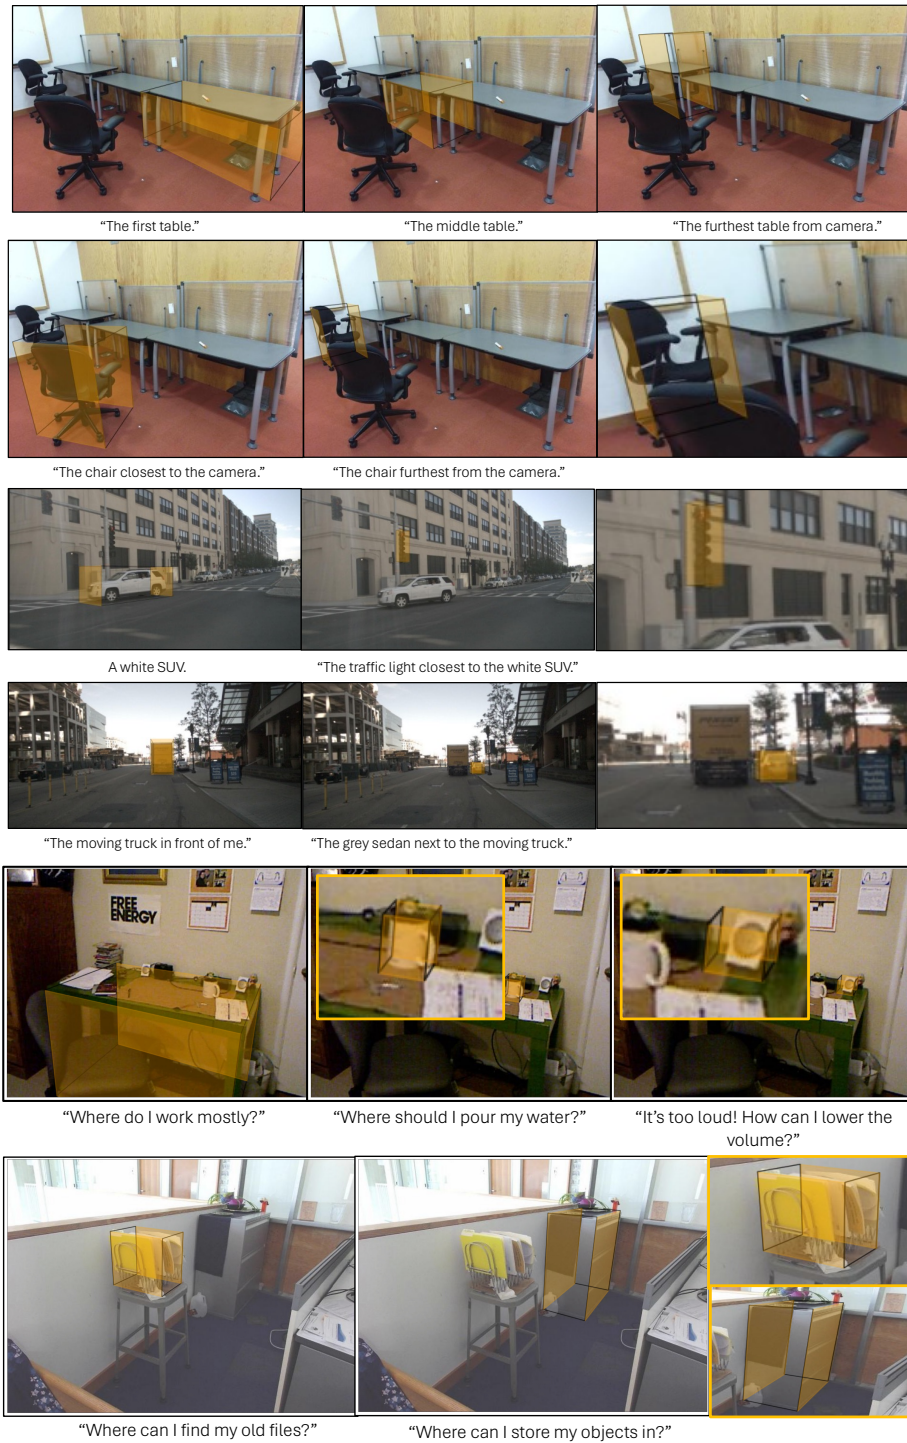 “The first table.”
“The middle table.”
“The furthest table from camera.”
“The chair closest to the camera.”
“The chair furthest from the camera.”
A white SUV.
“The traffic light closest to the white SUV.”
“The moving truck in front of me.”
“The grey sedan next to the moving truck.”
FREE
ENERGY
“Where do I work mostly?”
“Where should I pour my water?”
“It’s too loud! How can I lower the
volume?”
“Where can I find my old files?”
“Where can I store my objects in?”